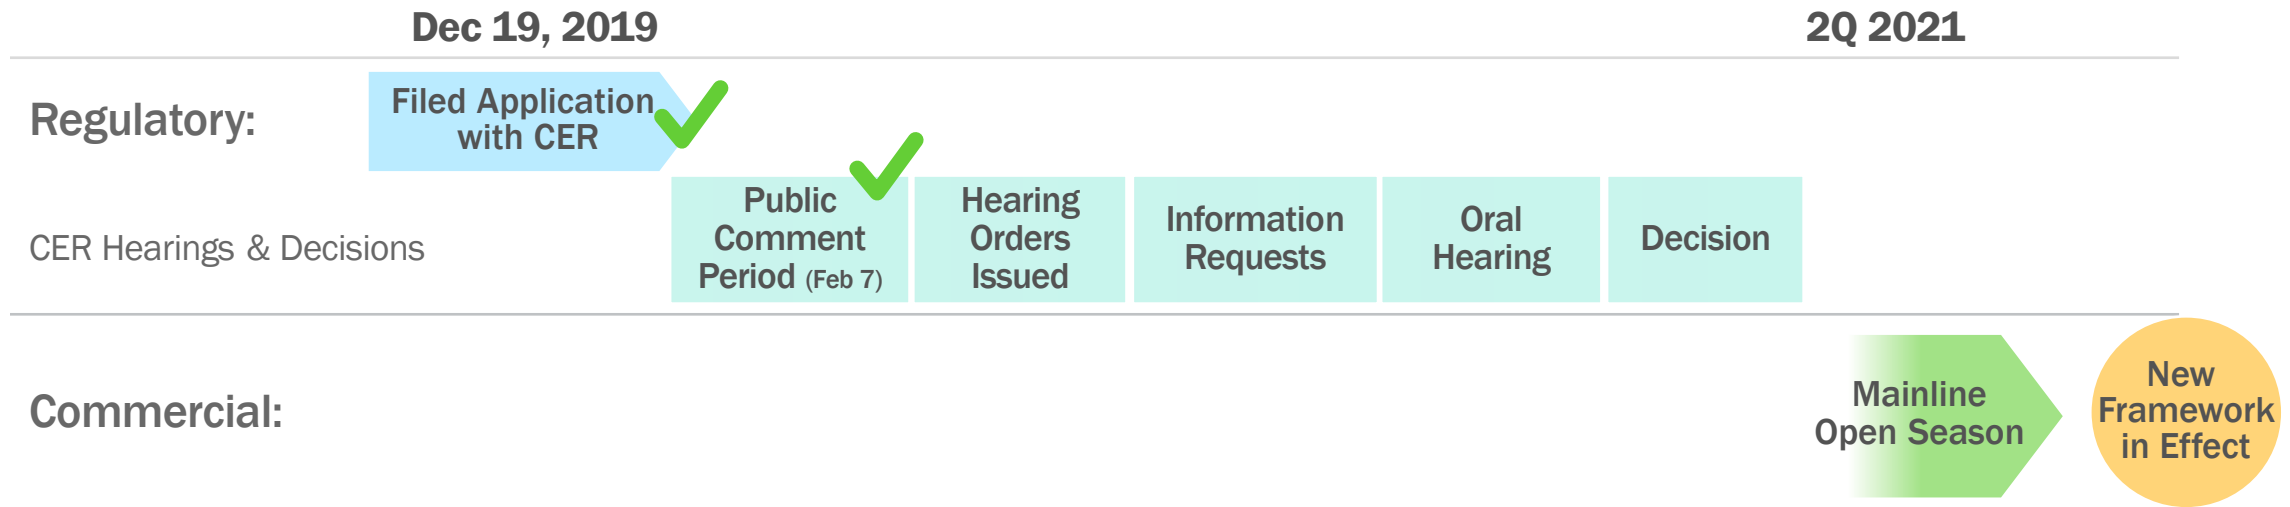 Dec 19, 2019
2Q 2021
Regulatory:
Filed Application
with CER
CER Hearings & Decisions
Public
Comment
Period (Feb 7)
Hearing
Orders
Issued
Information
Requests
Oral
Hearing
Decision
Commercial:
Mainline
Open Season
New
Framework
in Effect